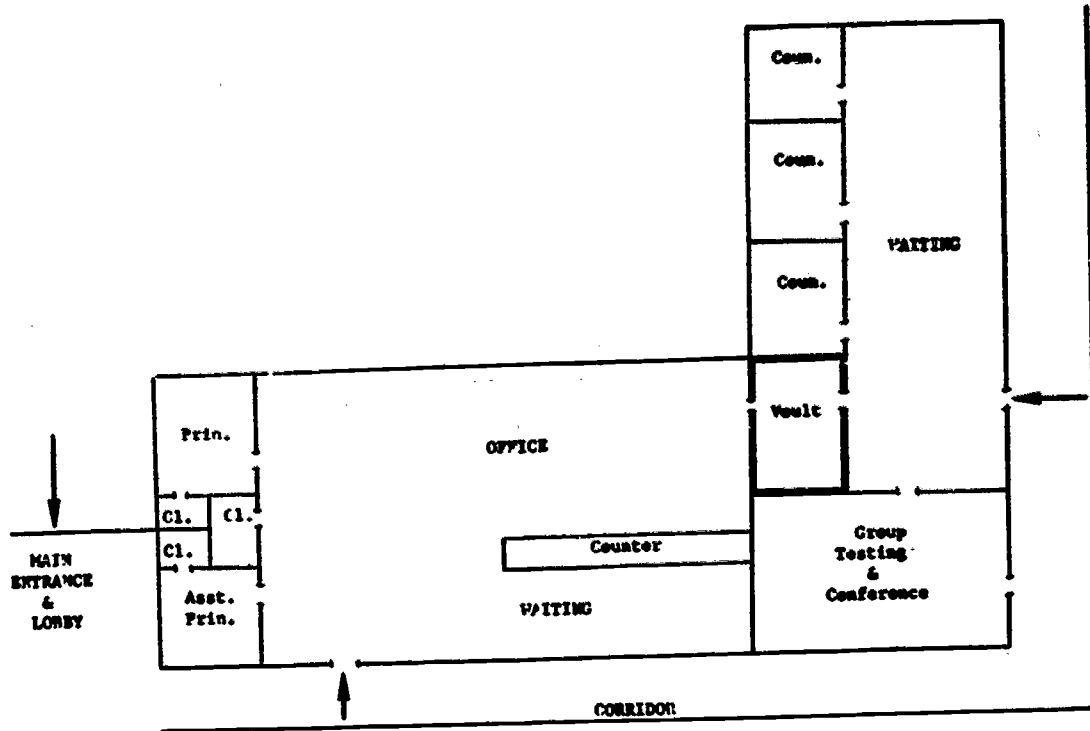 Coun.
Coun.
WAITING
Coun.
Vault
Prin.
OFFICE
Cl.
Cl.
Cl.
Counter
Group
Testing
&
Conference
MAIN
ENTRANCE
&
LOBBY
Asst.
Prin.
WAITING
CORRIDOR